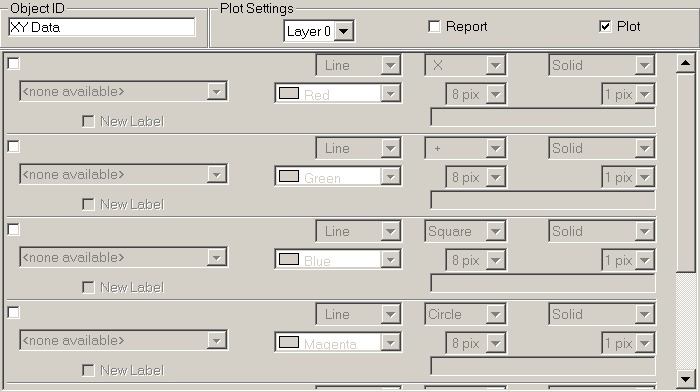 Object ID
Plot Settings
XY Data
Layer 0
Report
Plot
Line
X
Solid
<none available>
Red
8 pix
1 pix
New Label
Line
+
Solid
<none available>
Green
8 pix
1 pix
New Label
Line
Square
Solid
<none available>
Blue
8 pix
1 pix
New Label
Line
Circle
Solid
<none available>
Magenta
8 pix
1 pix
New Label